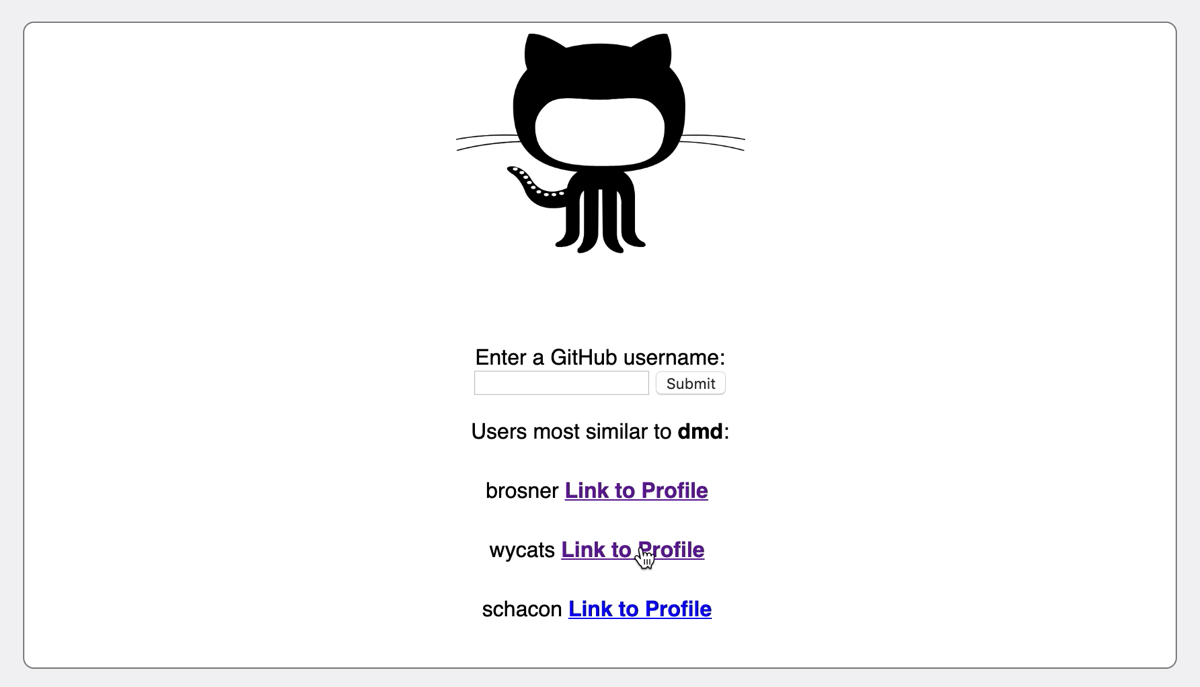 Enter a GitHub username:
Submit
Users most similar to dmd:
brosner Link to Profile
wycats Link to Profile
schacon Link to Profile